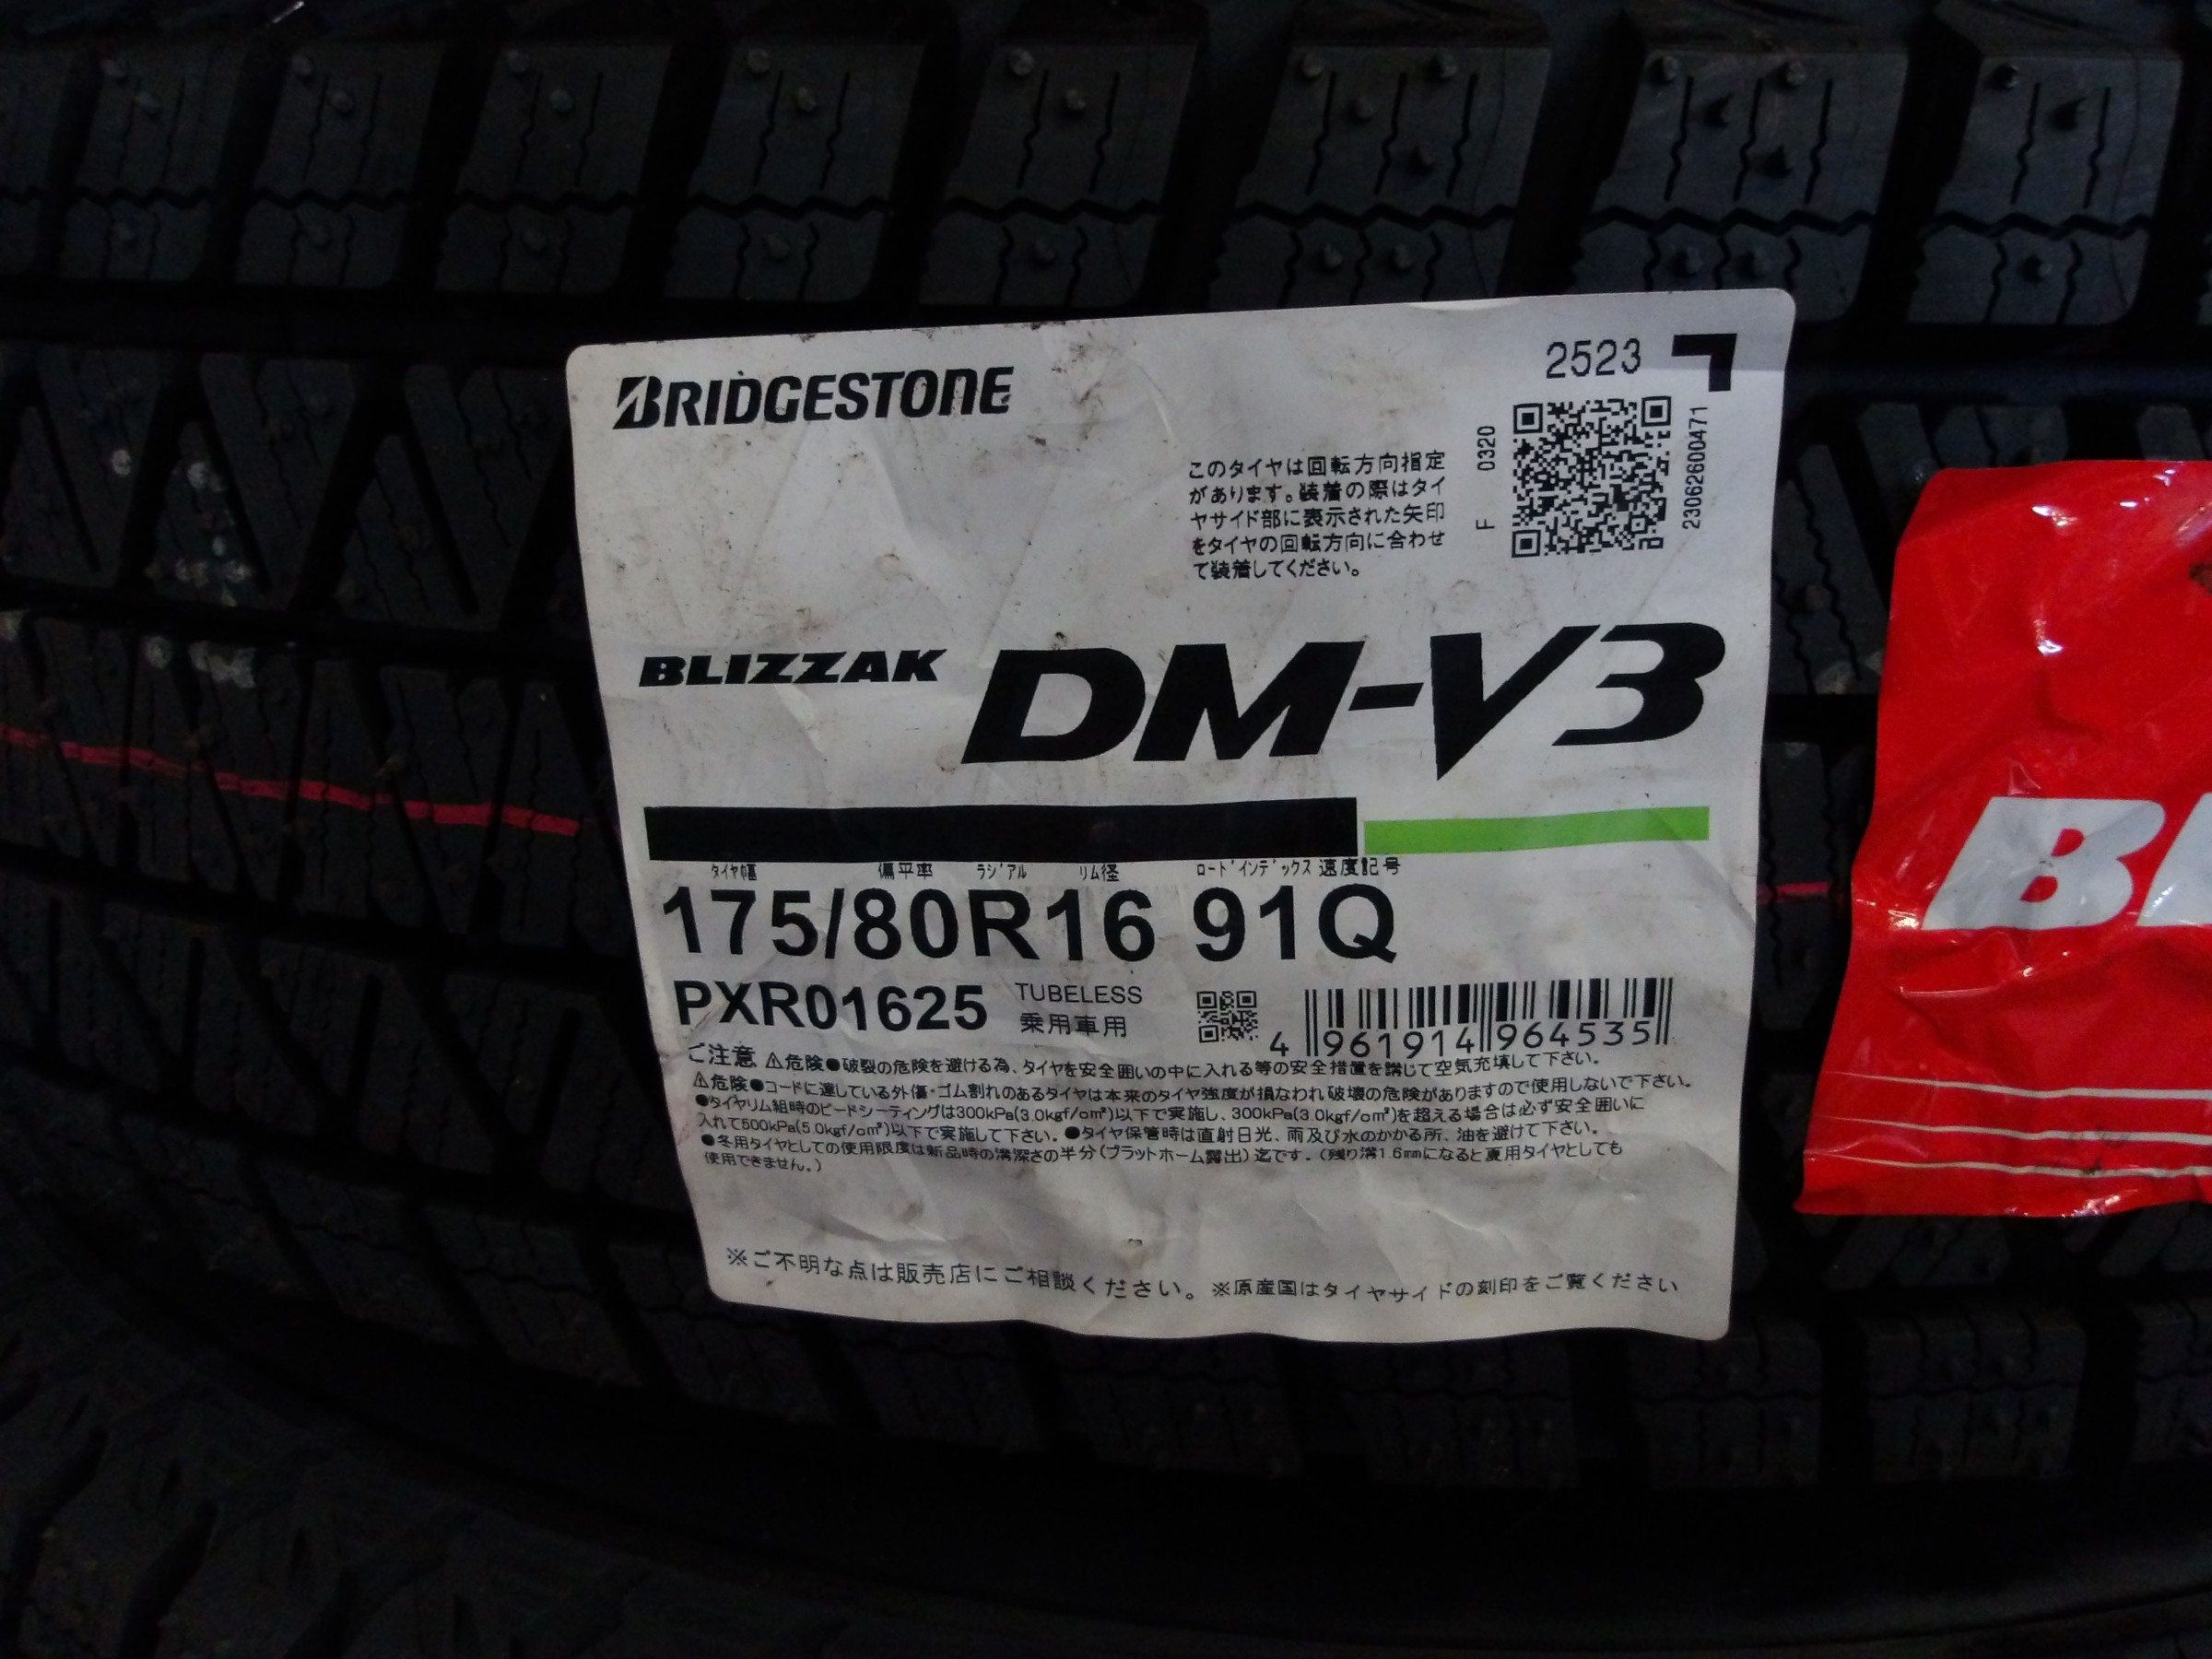 BRIDGESTONE
2523
F 0320
2306260047​1
このタイヤは回転方向指定
があります。装着の際はタイ
ヤサイド部に表示された矢印
をタイヤの回転方向に合わせ
て装着してください。
BLIZZAK DM-V3
タイヤ幅 偏平率 ラジアル リム径 ロードインデックス 速度記号
175/80R16 91Q
PXR01625 TUBELESS
乗用車用
4 961914 964535
ご注意 ⚠危険●破裂の危険を避ける為、タイヤを安全囲いの中に入れる等の安全措置を講じて空気充填して下さい。
⚠危険●コードに達している外傷・ゴム割れのあるタイヤは本来のタイヤ強度が損なわれ破壊の危険がありますので使用しないで下さい。
●タイヤリム組時のビードシーティングは300kPa(3.0kgf/cm²)以下で実施し、300kPa(3.0kgf/cm²)を超える場合は必ず安全囲いに
入れて500kPa(5.0kgf/cm²)以下で実施して下さい。●タイヤ保管時は直射日光、雨及び水のかかる所、油を避けて下さい。
●冬用タイヤとしての使用限度は新品時の溝深さの半分(プラットホーム露出)迄です。(残り溝1.6mmになると夏用タイヤとしても
使用できません。)
※ご不明な点は販売店にご相談ください。※原産国はタイヤサイドの刻印をご覧ください